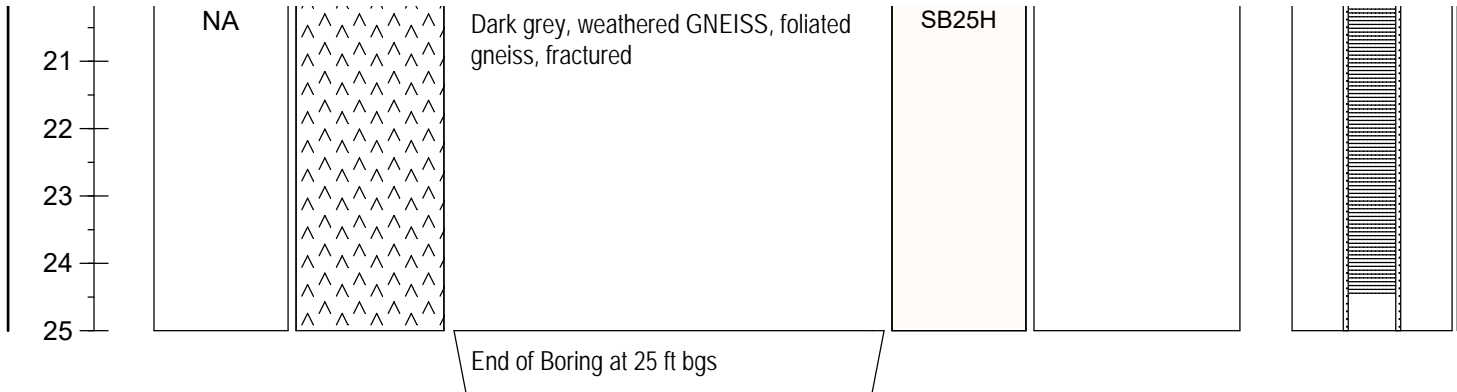 NA
Dark grey, weathered GNEISS, foliated
gneiss, fractured
SB25H
21
22
23
24
25
End of Boring at 25 ft bgs